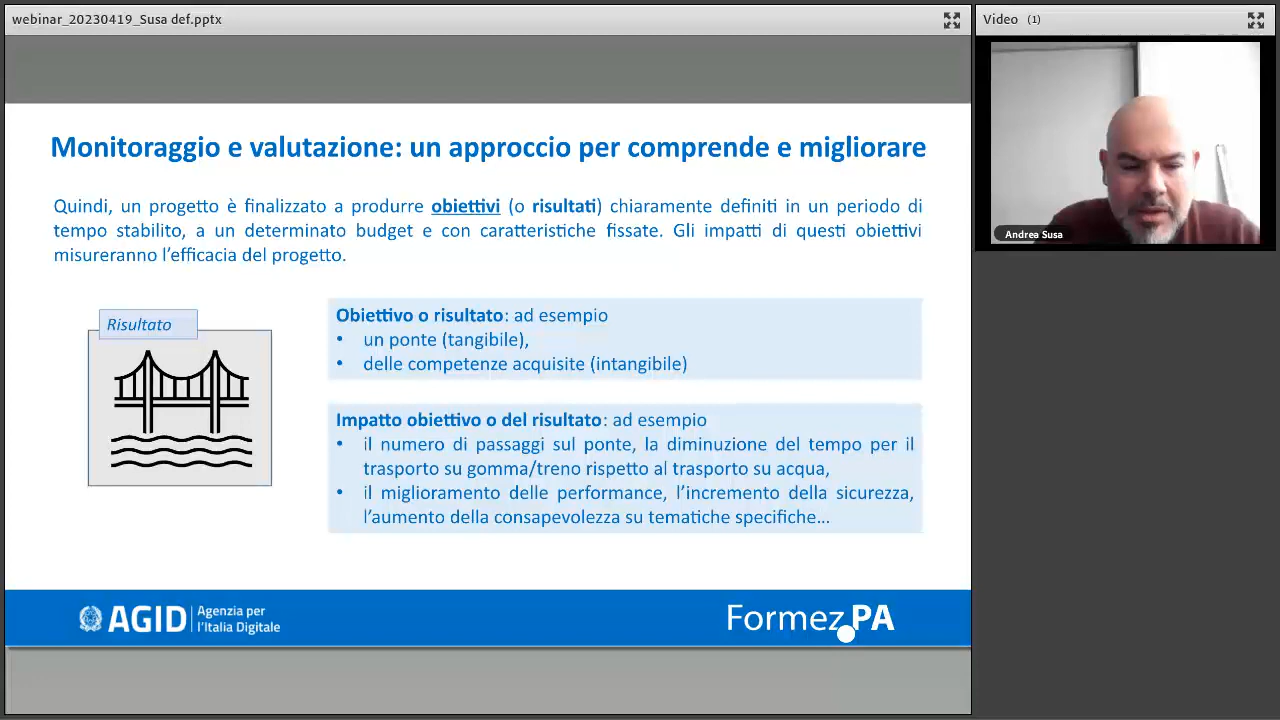 webinar_20230419_Susa def.pptx
Video (1)
Monitoraggio e valutazione: un approccio per comprende e migliorare
Quindi, un progetto è finalizzato a produrre obiettivi (o risultati) chiaramente definiti in un periodo di
tempo stabilito, a un determinato budget e con caratteristiche fissate. Gli impatti di questi obiettivi
misureranno l'efficacia del progetto.
Risultato
Obiettivo o risultato: ad esempio
• un ponte (tangibile),
• delle competenze acquisite (intangibile)
Impatto obiettivo o del risultato: ad esempio
• il numero di passaggi sul ponte, la diminuzione del tempo per il
trasporto su gomma/treno rispetto al trasporto su acqua,
• il miglioramento delle performance, l'incremento della sicurezza,
l'aumento della consapevolezza su tematiche specifiche…
AGID
Agenzia per
l'Italia Digitale
Formez PA
Andrea Susa